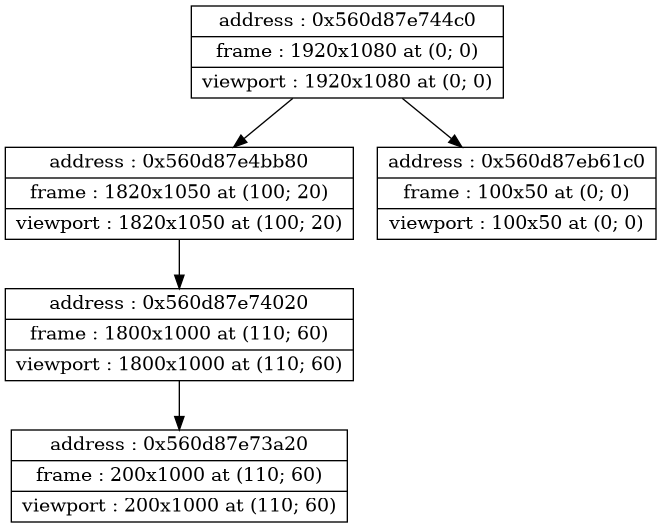 address : 0x560d87e744c0
frame : 1920x1080 at (0; 0)
viewport : 1920x1080 at (0; 0)
address : 0x560d87e4bb80
frame : 1820x1050 at (100; 20)
viewport : 1820x1050 at (100; 20)
address : 0x560d87eb61c0
frame : 100x50 at (0; 0)
viewport : 100x50 at (0; 0)
address : 0x560d87e74020
frame : 1800x1000 at (110; 60)
viewport : 1800x1000 at (110; 60)
address : 0x560d87e73a20
frame : 200x1000 at (110; 60)
viewport : 200x1000 at (110; 60)